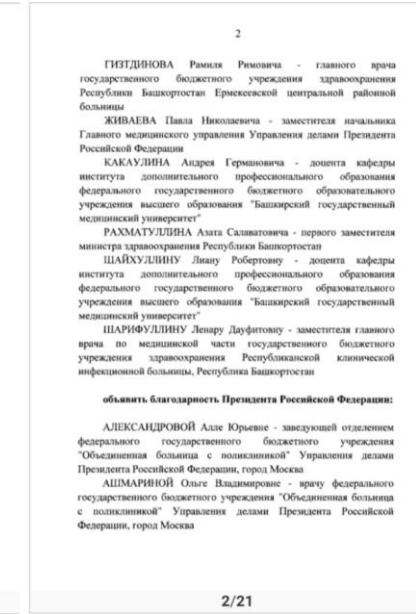 2
ГИЗТДИНОВА Рамиля Римовича - главного врача
государственного бюджетного учреждения здравоохранения
Республики Башкортостан Ермекеевской центральной районной
больницы
ЖИВАЕВА Павла Николаевича - заместителя начальника
Главного медицинского управления Управления делами Президента
Российской Федерации
КАКАУЛИНА Андрея Германовича - доцента кафедры
института дополнительного профессионального образования
федерального государственного бюджетного образовательного
учреждения высшего образования "Башкирский государственный
медицинский университет"
РАХМАТУЛЛИНА Азата Салаватовича - первого заместителя
министра здравоохранения Республики Башкортостан
ШАЙХУЛЛИНУ Лиану Робертовну - доцента кафедры
института дополнительного профессионального образования
федерального государственного бюджетного образовательного
учреждения высшего образования "Башкирский государственный
медицинский университет"
ШАРИФУЛЛИНУ Ленару Дауфитовну - заместителя главного
врача по медицинской части государственного бюджетного
учреждения здравоохранения Республиканской клинической
инфекционной больницы, Республика Башкортостан
объявить благодарность Президента Российской Федерации:
АЛЕКСАНДРОВОЙ Алле Юрьевне - заведующей отделением
федерального государственного бюджетного учреждения
"Объединенная больница с поликлиникой" Управления делами
Президента Российской Федерации, город Москва
АШМАРИНОЙ Ольге Владимировне - врачу федерального
государственного бюджетного учреждения "Объединенная больница
с поликлиникой" Управления делами Президента Российской
Федерации, город Москва
2/21